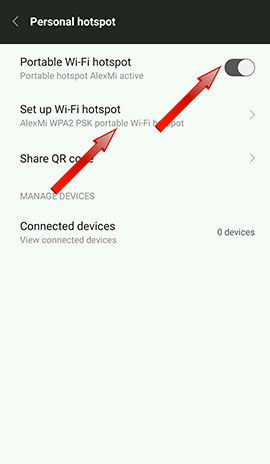 Personal hotspot
Portable Wi-Fi hotspot
Portable hotspot AlexMi active
Set up Wi-Fi hotspot
AlexMi WPA2 PSK portable Wi-Fi hotspot
Share QR code
MANAGE DEVICES
Connected devices
View connected devices
0 devices